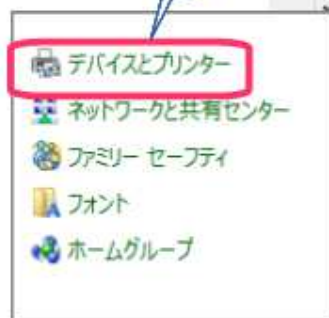 デバイスとプリンター
ネットワークと共有センター
ファミリー セーフティ
フォント
ホームグループ